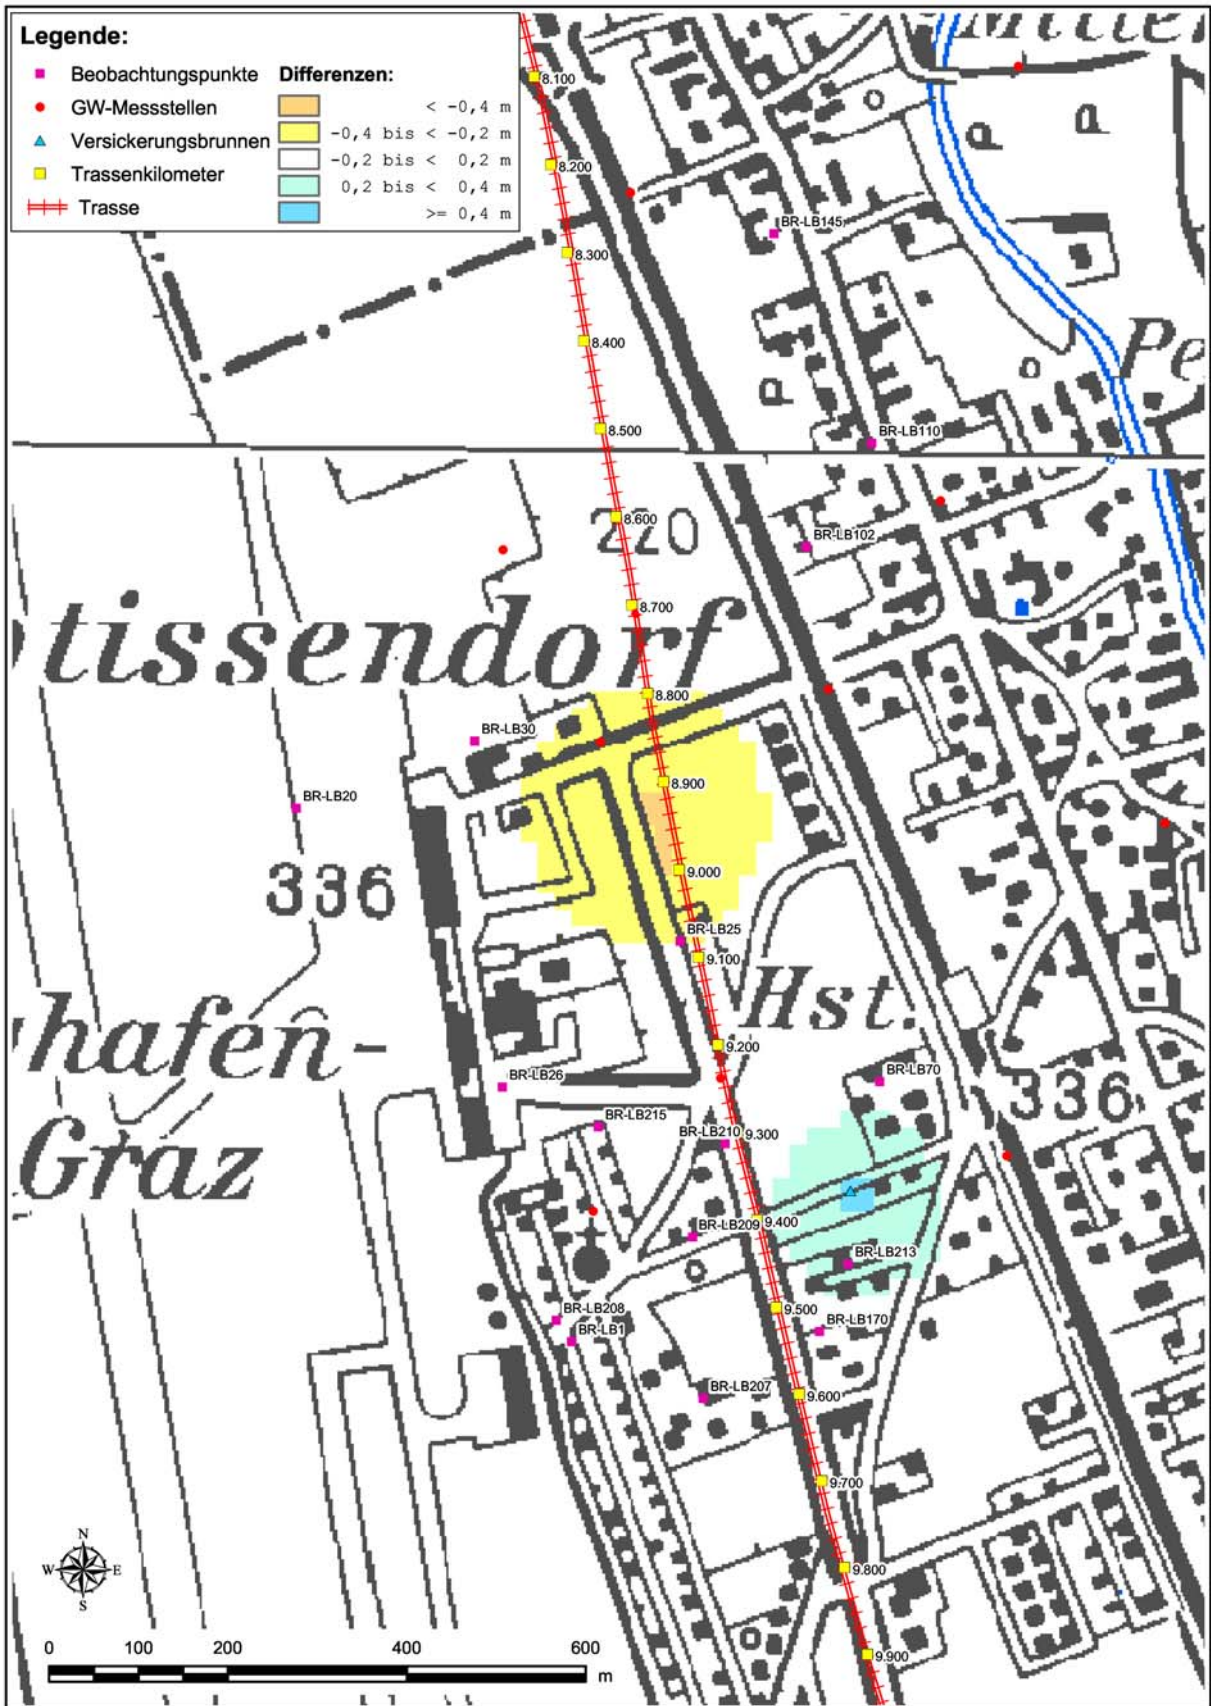 Legende:
Beobachtungspunkte
GW-Messstellen
Versickerungsbrunnen
Trassenkilometer
Trasse
Differenzen:
< -0,4 m
-0,4 bis < -0,2 m
-0,2 bis < 0,2 m
0,2 bis < 0,4 m
>= 0,4 m
8.100
8.200
BR-LB145
8.300
8.400
Pe
8.500
BR-LB110
8.600
220
BR-LB102
8.700
tissendorf
8.800
BR-LB30
8.900
BR-LB20
9.000
336
BR-LB25
9.100
Hst.
hafen-
9.200
BR-LB70
BR-LB26
336
BR-LB215
9.300
BR-LB210
Graz
9.400
BR-LB209
BR-LB213
9.500
BR-LB208
BR-LB170
BR-LB1
9.600
BR-LB207
9.700
N
W E
S
9.800
0 100 200 400 600
m
9.900